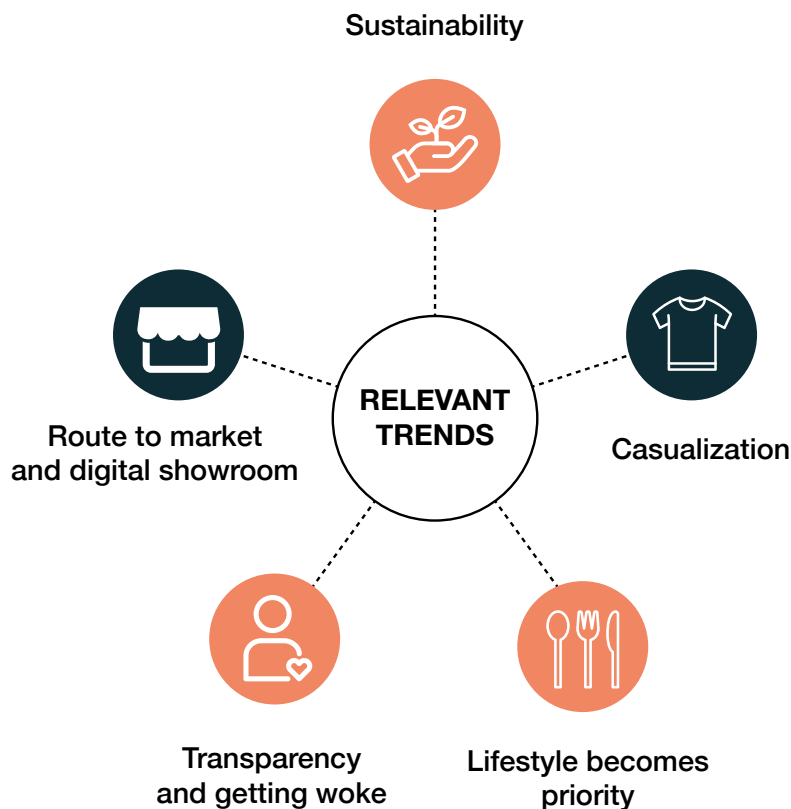 Sustainability
RELEVANT
TRENDS
Route to market
and digital showroom
Casualization
Transparency
and getting woke
Lifestyle becomes
priority